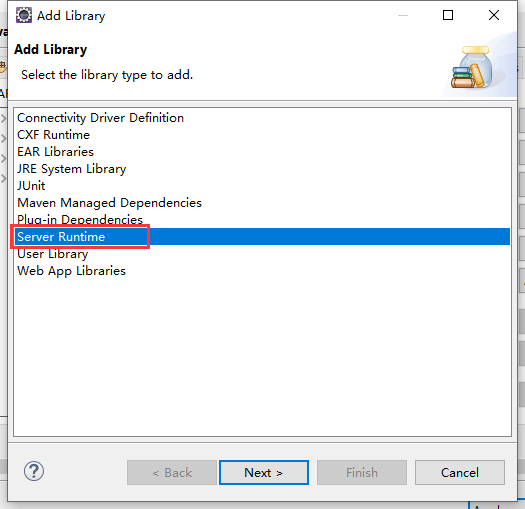 Add Library
Add Library
Select the library type to add.
Connectivity Driver Definition
CXF Runtime
EAR Libraries
JRE System Library
JUnit
Maven Managed Dependencies
Plug-in Dependencies
Server Runtime
User Library
Web App Libraries
?
< Back
Next >
Finish
Cancel